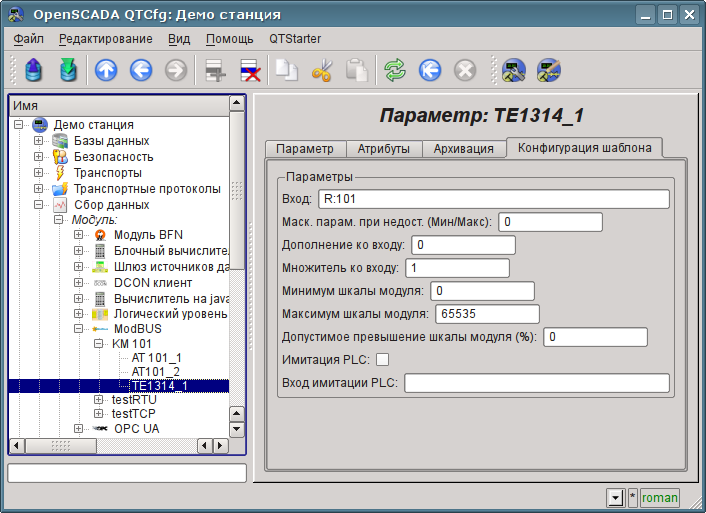 OpenSCADA QTCfg: Демо станция
Файл Редактирование Вид Помощь QTStarter
Имя
Демо станция
Базы данных
Безопасность
Транспорты
Транспортные протоколы
Сбор данных
Модуль:
Модуль BFN
Блочный вычислите
Шлюз источников да
DCON клиент
Вычислитель на java
Логический уровень
ModBUS
KM 101
AT 101_1
AT101_2
TE1314_1
testRTU
testTCP
OPC UA
Параметр: TE1314_1
Параметр Атрибуты Архивация Конфигурация шаблона
Параметры
Вход: R:101
Маск. парам. при недост. (Мин/Макс): 0
Дополнение ко входу: 0
Множитель ко входу: 1
Минимум шкалы модуля: 0
Максимум шкалы модуля: 65535
Допустимое превышение шкалы модуля (%): 0
Имитация PLC:
Вход имитации PLC:
* roman